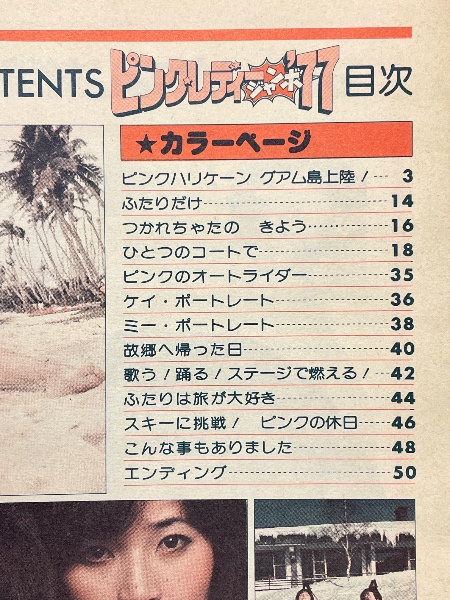 TENTS ピンク・レディー ジャンボ '77 目次
★カラーページ
ピンクハリケーン グアム島上陸！… 3
ふたりだけ……………………… 14
つかれちゃたの きよう…………… 16
ひとつのコートで……………… 18
ピンクのオートライダー………… 35
ケイ・ポートレート…………… 36
ミー・ポートレート…………… 38
故郷へ帰った日………………… 40
歌う！踊る！ステージで燃える！… 42
ふたりは旅が大好き…………… 44
スキーに挑戦！ ピンクの休日…… 46
こんな事もありました………… 48
エンディング…………………… 50